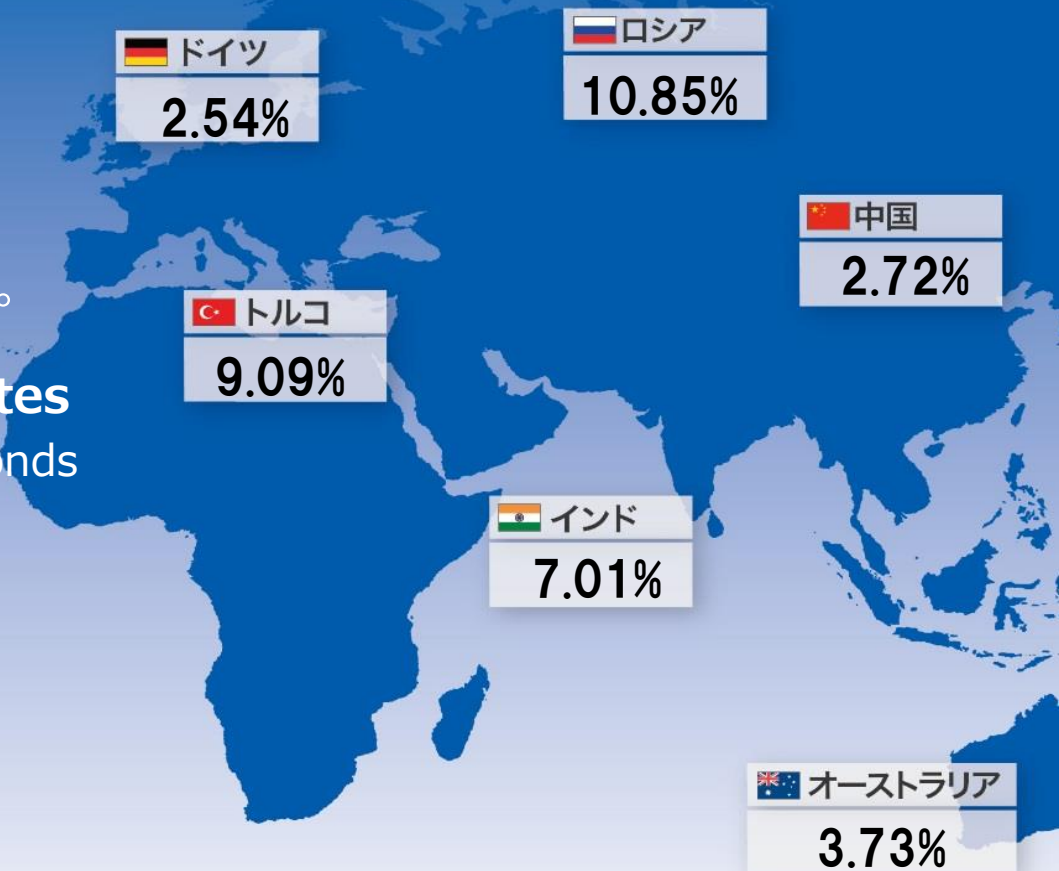 ドイツ
2.54%
ロシア
10.85%
中国
2.72%
。
トルコ
9.09%
tes
onds
インド
7.01%
オーストラリア
3.73%